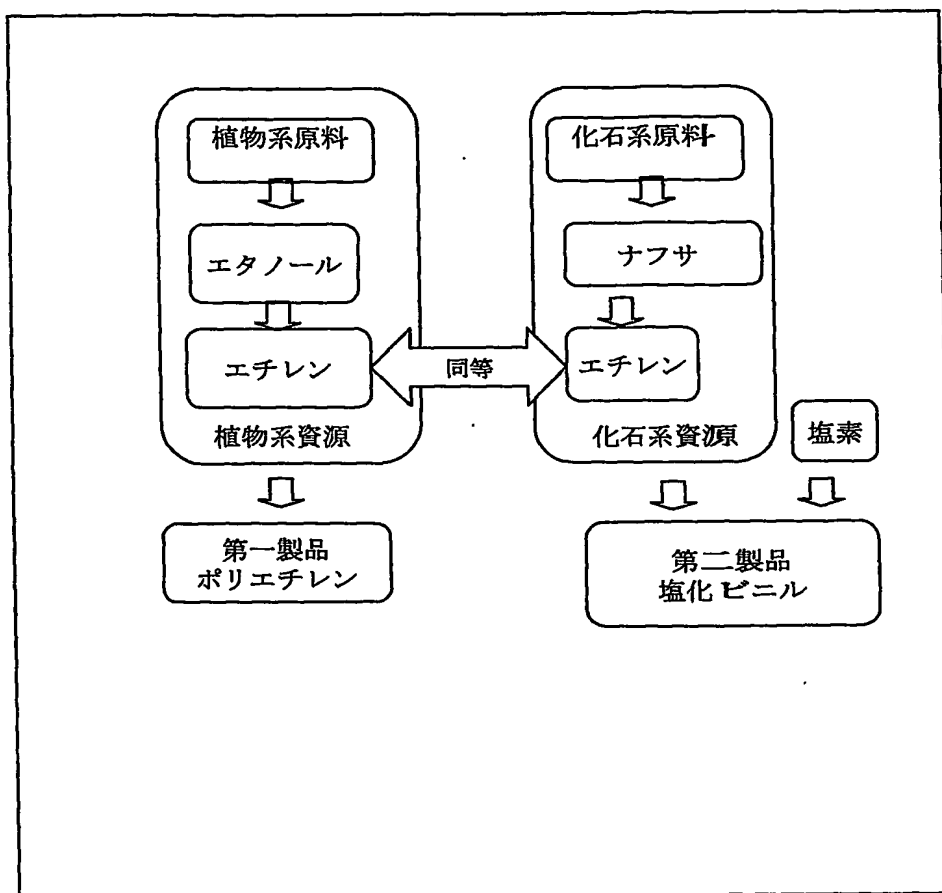 植物系原料
エタノール
エチレン
植物系資源
第一製品
ポリエチレン
同等
化石系原料
ナフサ
エチレン
化石系資源
塩素
第二製品
塩化ビニル